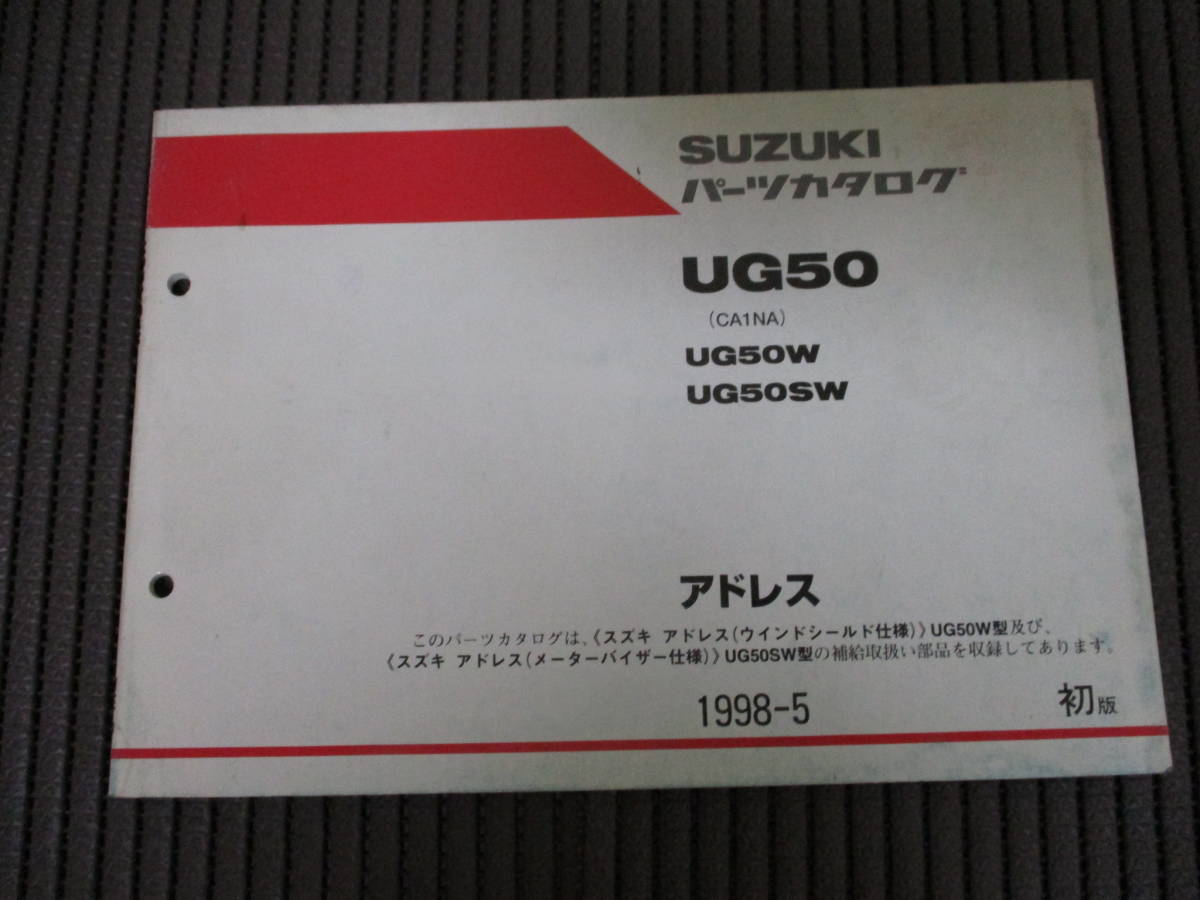 SUZUKI
パーツカタログ
UG50
(CA1NA)
UG50W
UG50SW
アドレス
このパーツカタログは、《スズキ アドレス(ウインドシールド仕様)》UG50W型及び、
《スズキ アドレス(メーターバイザー仕様)》UG50SW型の補給取扱い部品を収録してあります。
1998-5
初版